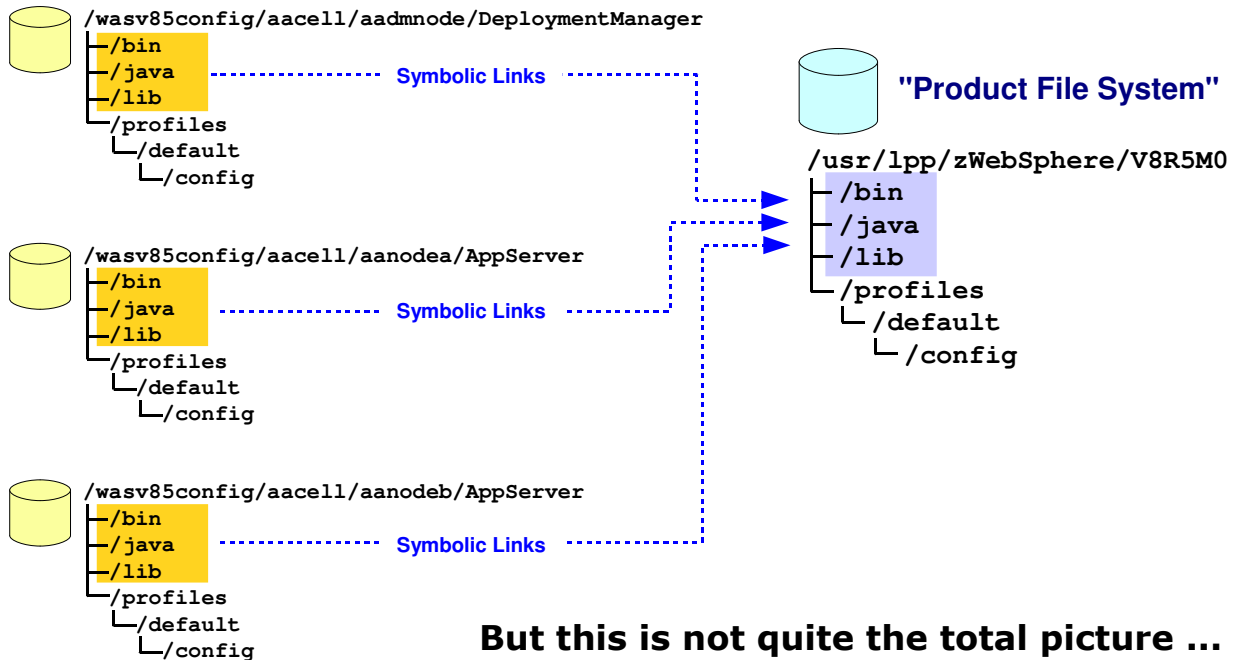 /wasv85config/aacell/aadmnode/DeploymentManager
/bin
/java
/lib
/profiles
/default
/config
Symbolic Links
/wasv85config/aacell/aanodea/AppServer
/bin
/java
/lib
/profiles
/default
/config
Symbolic Links
/wasv85config/aacell/aanodeb/AppServer
/bin
/java
/lib
/profiles
/default
/config
Symbolic Links
"Product File System"
/usr/lpp/zWebSphere/V8R5M0
/bin
/java
/lib
/profiles
/default
/config
But this is not quite the total picture ...